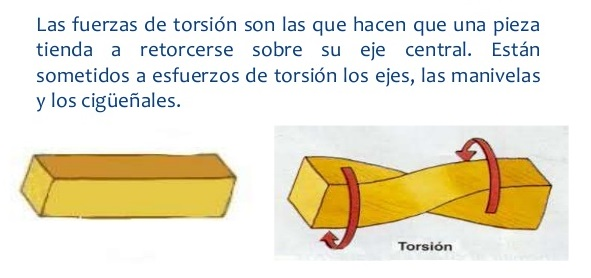 Las fuerzas de torsión son las que hacen que una pieza
tienda a retorcerse sobre su eje central. Están
sometidos a esfuerzos de torsión los ejes, las manivelas
y los cigüeñales.
Torsión